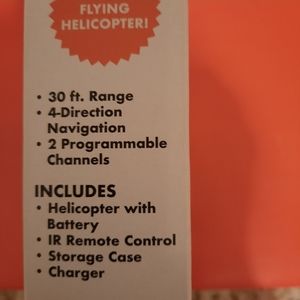 FLYING
HELICOPTER!
• 30 ft. Range
• 4-Direction
Navigation
• 2 Programmable
Channels
INCLUDES
• Helicopter with
Battery
• IR Remote Control
• Storage Case
• Charger